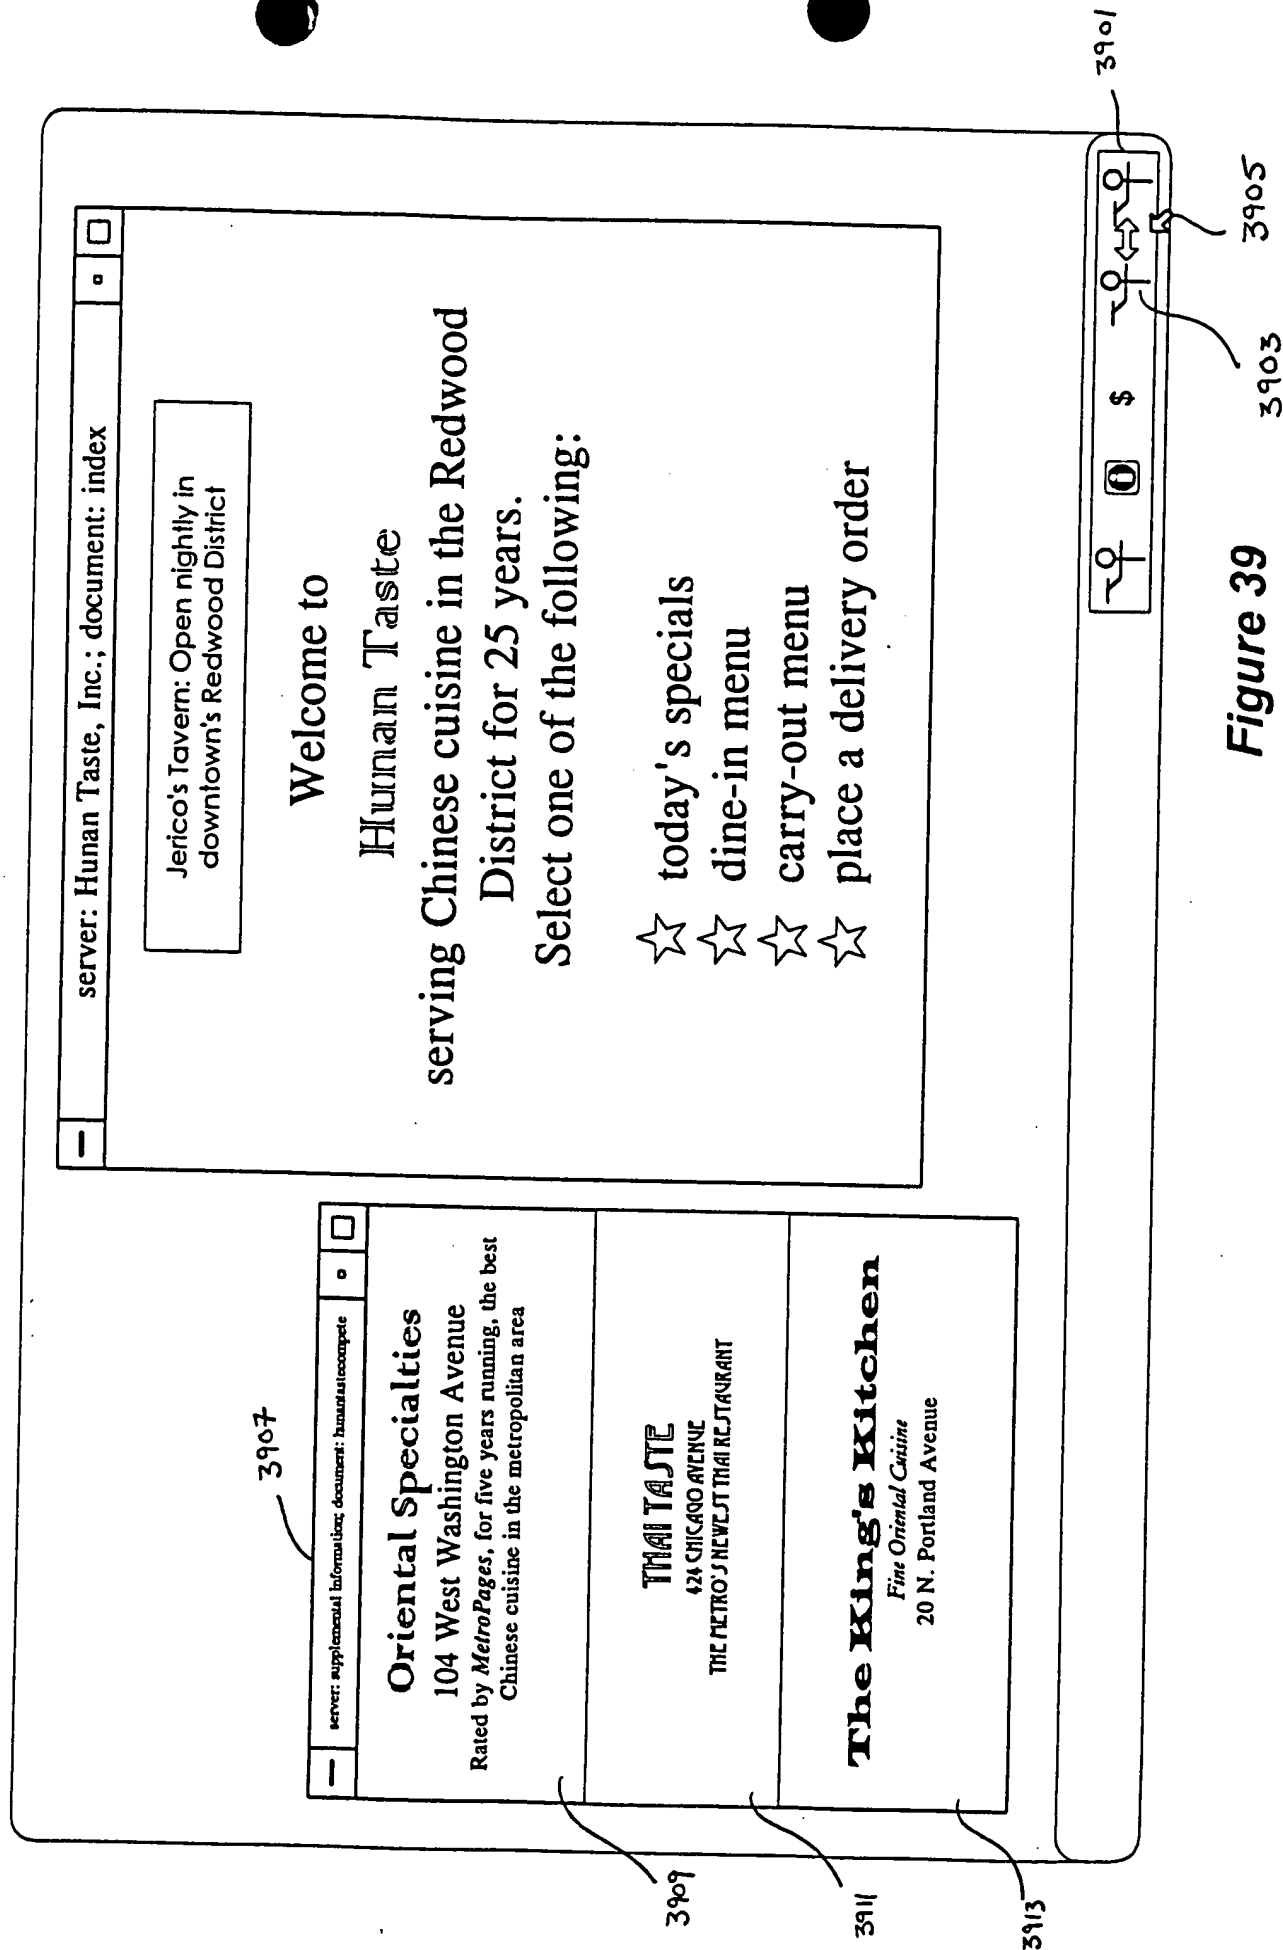 server: Hunan Taste, Inc.; document: index
Jerico's Tavern: Open nightly in
downtown's Redwood District
Welcome to
Hunan Taste
serving Chinese cuisine in the Redwood
District for 25 years.
Select one of the following:
☆ today's specials
☆ dine-in menu
☆ carry-out menu
☆ place a delivery order
3907
server: supplemental information; document: hunantastecompete
Oriental Specialties
104 West Washington Avenue
Rated by MetroPages, for five years running, the best
Chinese cuisine in the metropolitan area
THAI TASTE
424 CHICAGO AVENUE
THE METRO'S NEWEST THAI RESTAURANT
The King's Kitchen
Fine Oriental Cuisine
20 N. Portland Avenue
3909
3911
3913
$
3901
3903
3905
Figure 39